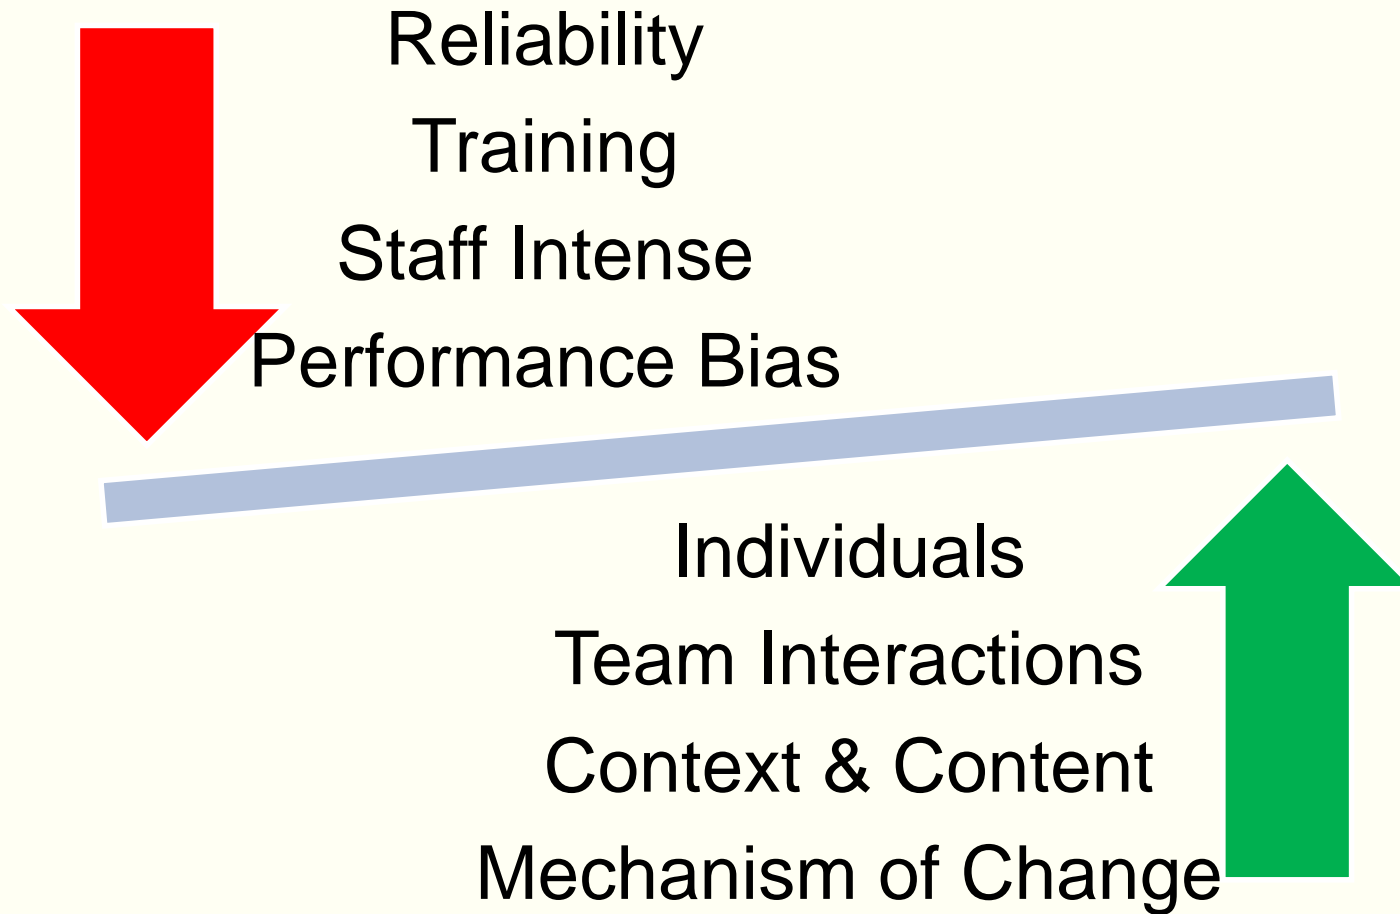 Reliability
Training
Staff Intense
Performance Bias
Individuals
Team Interactions
Context & Content
Mechanism of Change